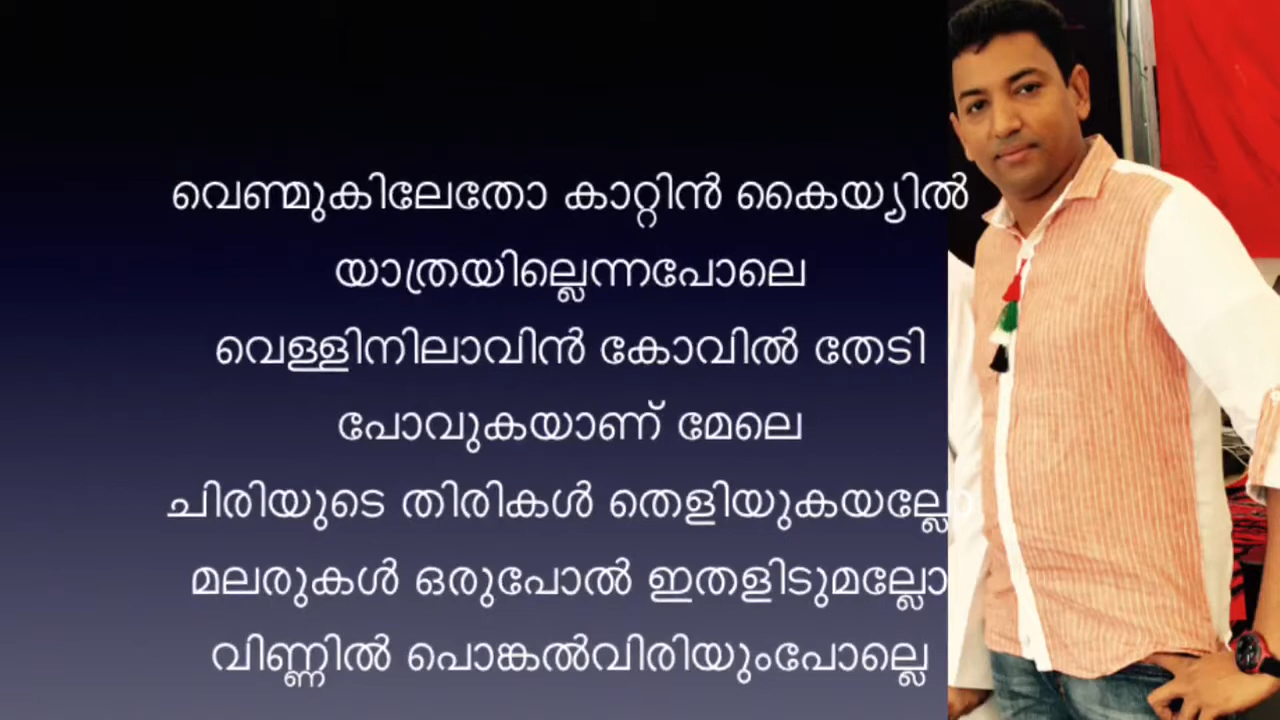 വെണ്മുകിലേതോ കാറ്റിൻ കൈയ്യിൽ
യാത്രയില്ലെന്നപോലെ
വെള്ളിനിലാവിൻ കോവിൽ തേടി
പോവുകയാണ് മേലെ
ചിരിയുടെ തിരികൾ തെളിയുകയല്ലോ
മലരുകൾ ഒരുപോൽ ഇതളിടുമല്ലോ
വിണ്ണിൽ പൊങ്കൽവിരിയുംപോല്ലെ